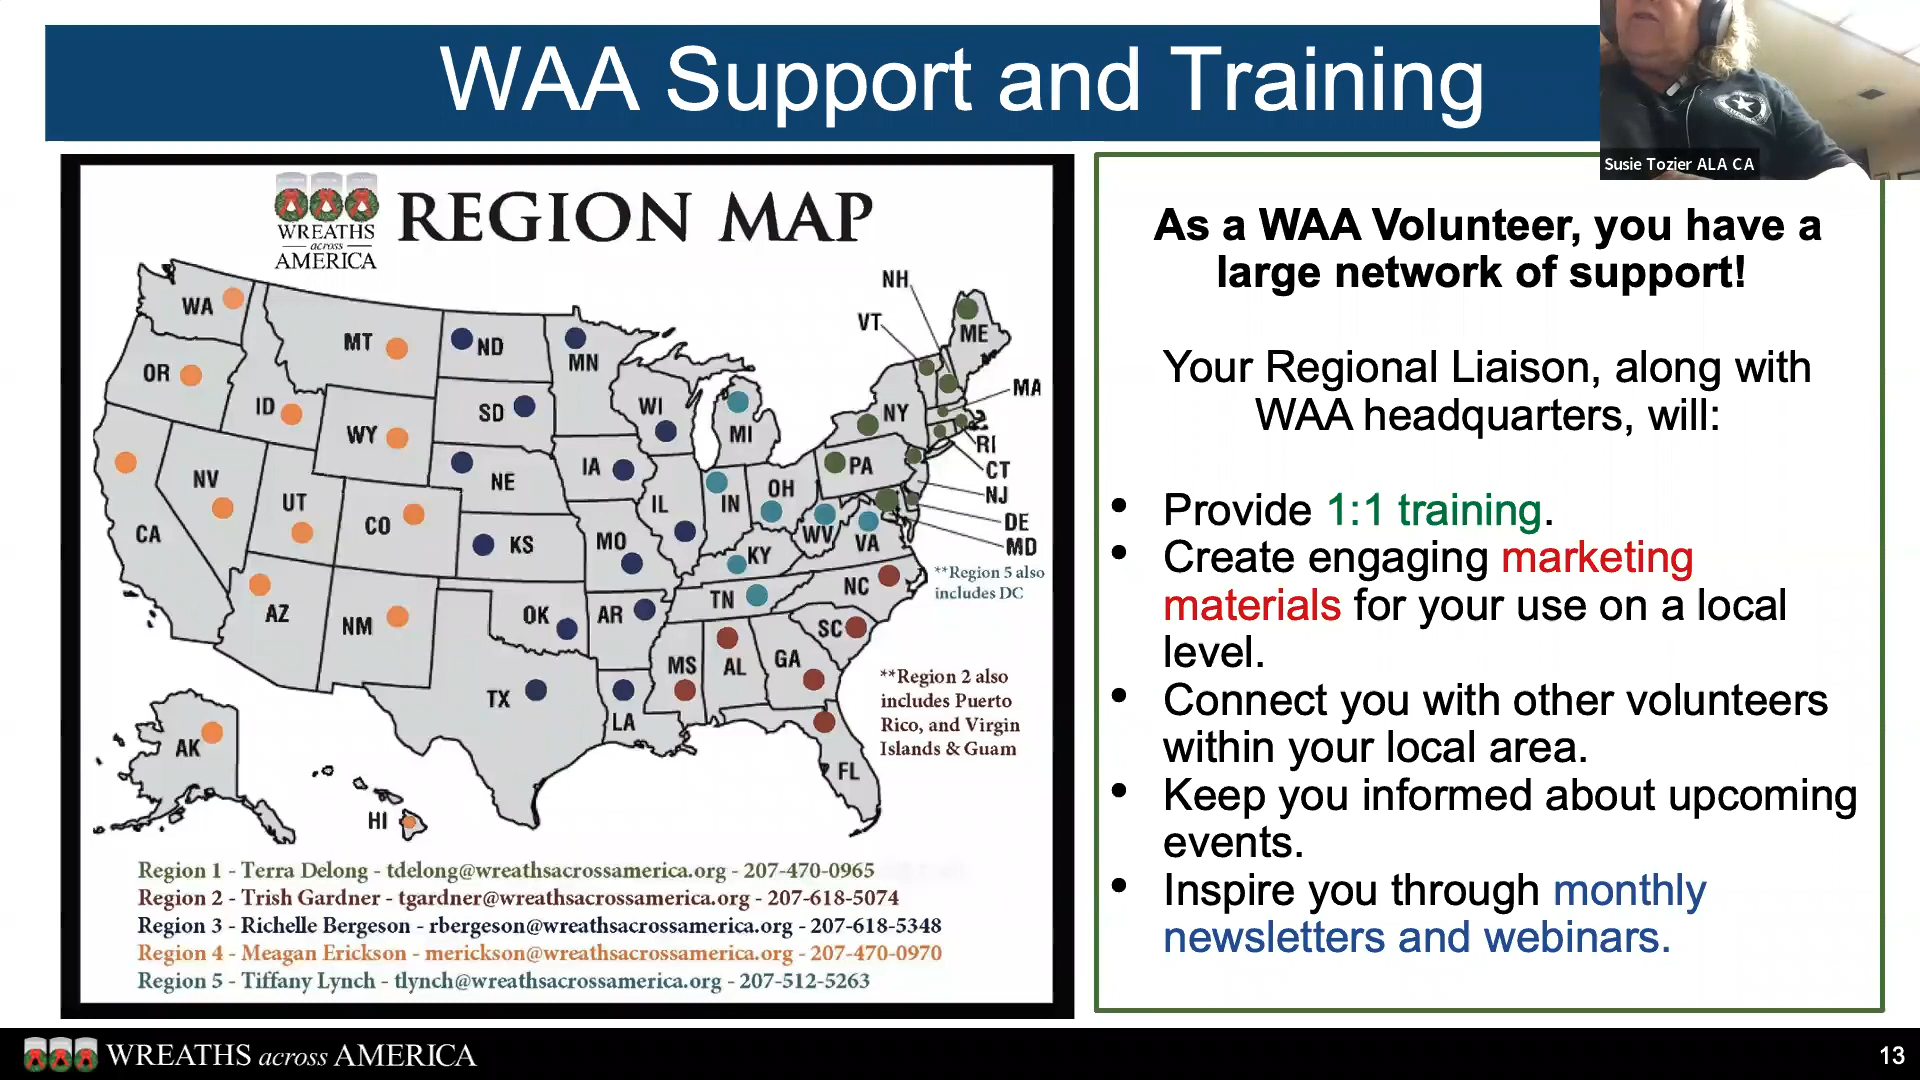 WAA Support and Training
Susie Tozier ALA CA
WREATHS
across
AMERICA
REGION MAP
WA
MT
ND
MN
OR
ID
WY
SD
WI
MI
NH
VT
ME
MA
NY
RI
CT
NJ
DE
MD
PA
NV
UT
CO
NE
IA
IL
IN
OH
CA
KS
MO
KY
WV
VA
AZ
NM
OK
AR
TN
NC
SC
TX
LA
MS
AL
GA
FL
AK
HI
**Region 5 also
includes DC
**Region 2 also
includes Puerto
Rico, and Virgin
Islands & Guam
Region 1 - Terra Delong - tdelong@wreathsacrossamerica.org - 207-470-0965
Region 2 - Trish Gardner - tgardner@wreathsacrossamerica.org - 207-618-5074
Region 3 - Richelle Bergeson - rbergeson@wreathsacrossamerica.org - 207-618-5348
Region 4 - Meagan Erickson - merickson@wreathsacrossamerica.org - 207-470-0970
Region 5 - Tiffany Lynch - tlynch@wreathsacrossamerica.org - 207-512-5263
As a WAA Volunteer, you have a
large network of support!
Your Regional Liaison, along with
WAA headquarters, will:
• Provide 1:1 training.
• Create engaging marketing
materials for your use on a local
level.
• Connect you with other volunteers
within your local area.
• Keep you informed about upcoming
events.
• Inspire you through monthly
newsletters and webinars.
WREATHS across AMERICA
13